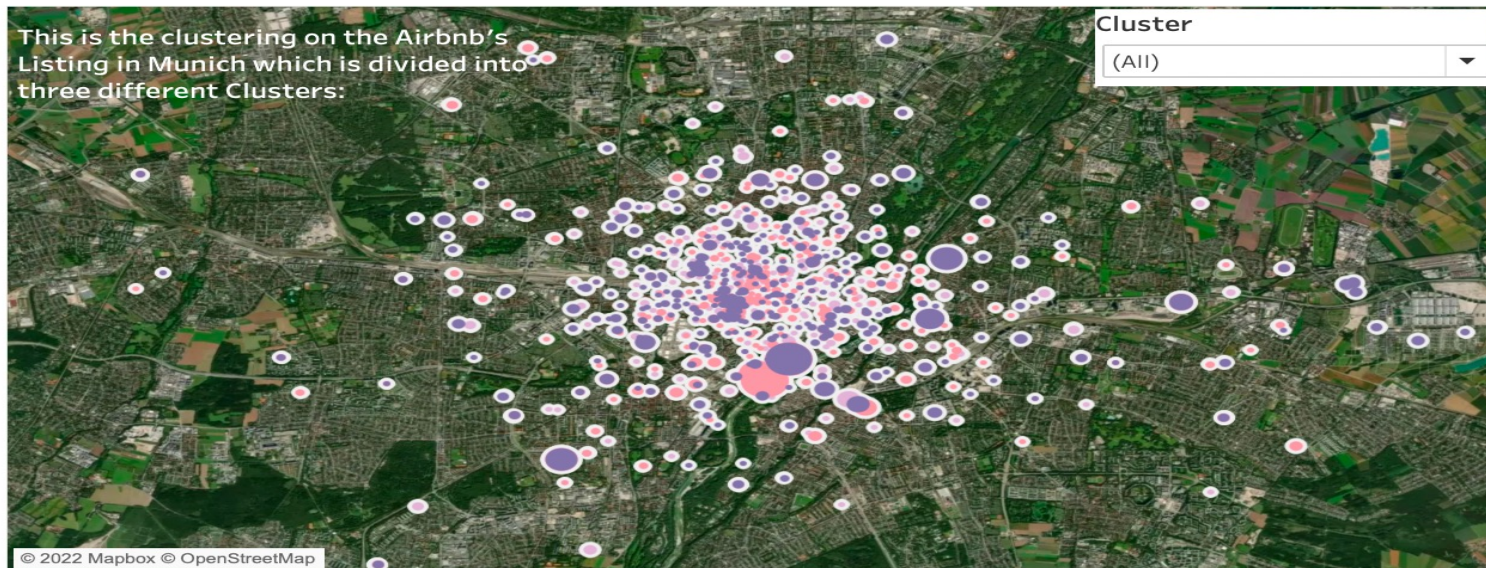 This is the clustering on the Airbnb's
Listing in Munich which is divided into
three different Clusters:
Cluster
(All)
© 2022 Mapbox © OpenStreetMap